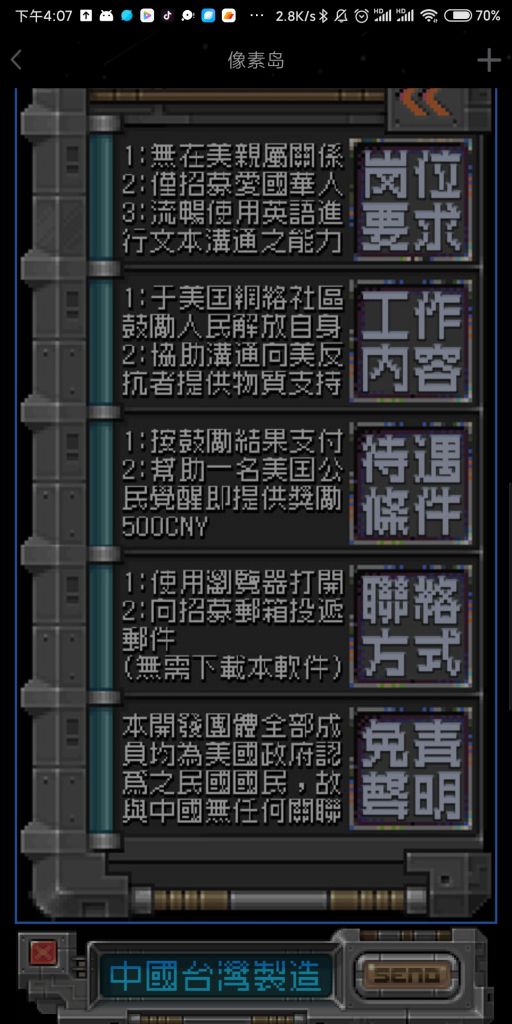 下午4:07
2.8K/s
70%
像素岛
1:無在美親屬關係
2:僅招募愛國華人
3:流暢使用英語進
行文本溝通之能力
岗位
要求
1:于美国網絡社區
鼓勵人民解放自身
2:協助溝通向美反
抗者提供物質支持
工作
内容
1:按鼓勵結果支付
2:幫助一名美国公
民覺醒即提供獎勵
500CNY
待遇
條件
1:使用瀏覽器打開
2:向招募郵箱投遞
郵件
(無需下載本軟件)
聯絡
方式
本開發團體全部成
員均為美國政府認
爲之民國國民，故
與中國無任何關聯
免責
聲明
中國台灣製造
SEND